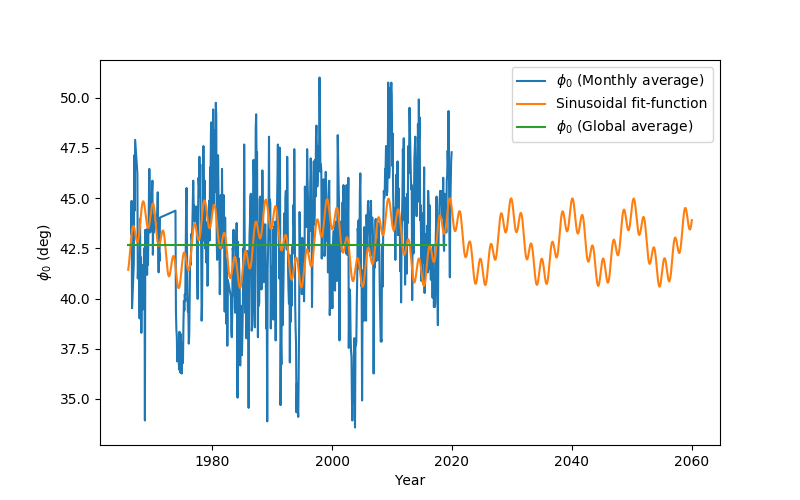 ϕ₀ (Monthly average)
Sinusoidal fit-function
ϕ₀ (Global average)
50.0
47.5
45.0
42.5
40.0
37.5
35.0
ϕ₀ (deg)
1980
2000
2020
2040
2060
Year